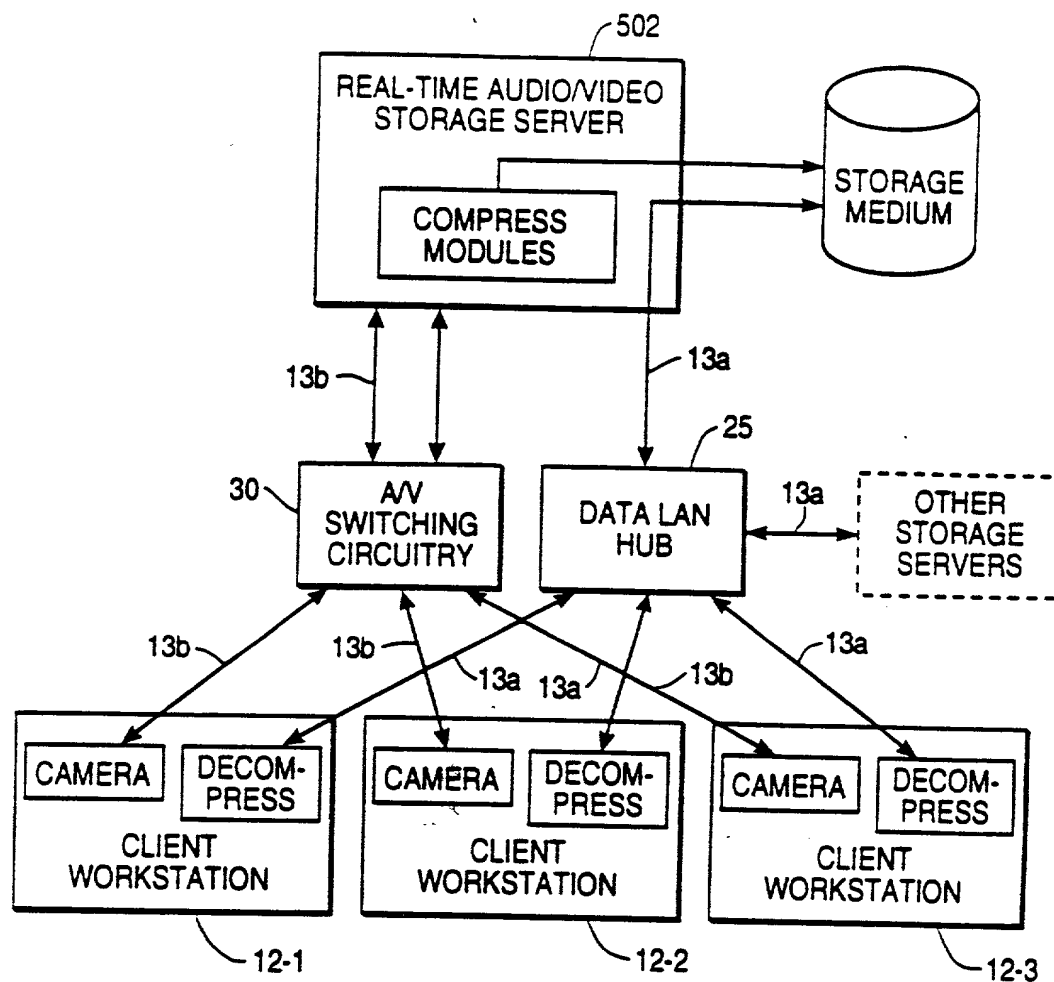 502
REAL-TIME AUDIO/VIDEO
STORAGE SERVER
COMPRESS
MODULES
STORAGE
MEDIUM
13b
13a
25
30
A/V
SWITCHING
CIRCUITRY
DATA LAN
HUB
13a
OTHER
STORAGE
SERVERS
13b
13b
13a
13a
13b
13a
CAMERA
DECOM-
PRESS
CLIENT
WORKSTATION
CAMERA
DECOM-
PRESS
CLIENT
WORKSTATION
CAMERA
DECOM-
PRESS
CLIENT
WORKSTATION
12-1
12-2
12-3